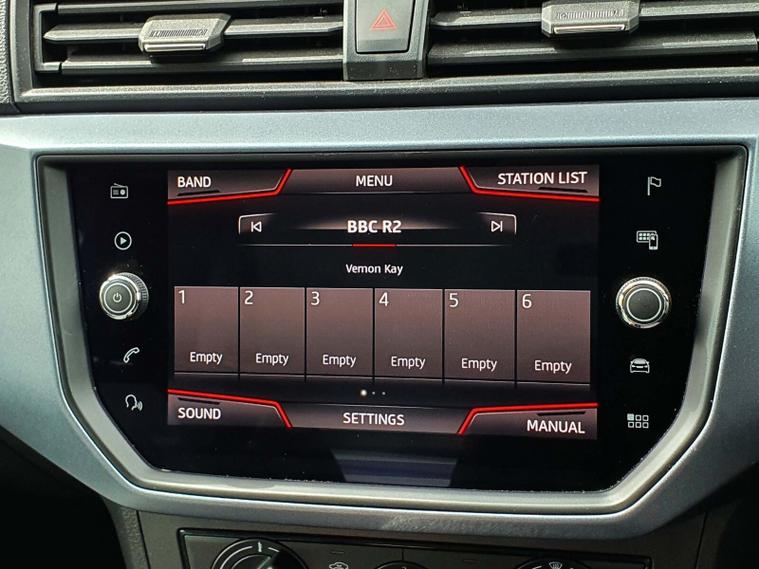 BAND MENU STATION LIST
BBC R2
Vernon Kay
1 2 3 4 5 6
Empty Empty Empty Empty Empty Empty
SOUND SETTINGS MANUAL